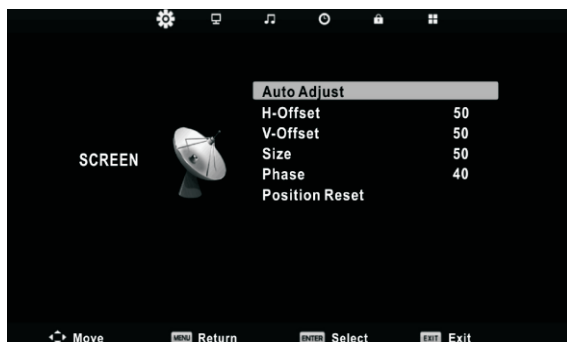 Auto Adjust
H-Offset 50
V-Offset 50
SCREEN
Size 50
Phase 40
Position Reset
Move MENU Return ENTER Select EXIT Exit